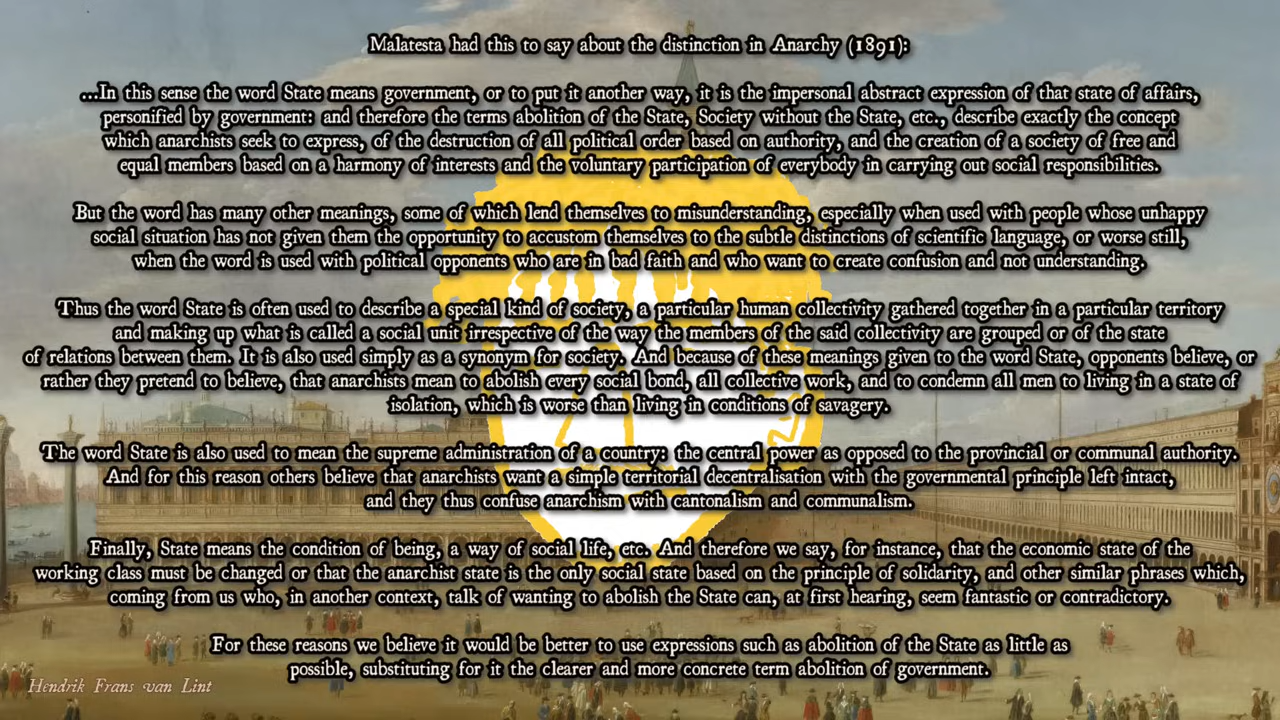 Malatesta had this to say about the distinction in Anarchy (1891):
...In this sense the word State means government, or to put it another way, it is the impersonal abstract expression of that state of affairs,
personified by government: and therefore the terms abolition of the State, Society without the State, etc., describe exactly the concept
which anarchists seek to express, of the destruction of all political order based on authority, and the creation of a society of free and
equal members based on a harmony of interests and the voluntary participation of everybody in carrying out social responsibilities.
But the word has many other meanings, some of which lend themselves to misunderstanding, especially when used with people whose unhappy
social situation has not given them the opportunity to accustom themselves to the subtle distinctions of scientific language, or worse still,
when the word is used with political opponents who are in bad faith and who want to create confusion and not understanding.
Thus the word State is often used to describe a special kind of society, a particular human collectivity gathered together in a particular territory
and making up what is called a social unit irrespective of the way the members of the said collectivity are grouped or of the state
of relations between them. It is also used simply as a synonym for society. And because of these meanings given to the word State, opponents believe, or
rather they pretend to believe, that anarchists mean to abolish every social bond, all collective work, and to condemn all men to living in a state of
isolation, which is worse than living in conditions of savagery.
The word State is also used to mean the supreme administration of a country: the central power as opposed to the provincial or communal authority.
And for this reason others believe that anarchists want a simple territorial decentralisation with the governmental principle left intact,
and they thus confuse anarchism with cantonalism and communalism.
Finally, State means the condition of being, a way of social life, etc. And therefore we say, for instance, that the economic state of the
working class must be changed or that the anarchist state is the only social state based on the principle of solidarity, and other similar phrases which,
coming from us who, in another context, talk of wanting to abolish the State can, at first hearing, seem fantastic or contradictory.
For these reasons we believe it would be better to use expressions such as abolition of the State as little as
possible, substituting for it the clearer and more concrete term abolition of government.
Hendrik Frans van Lint